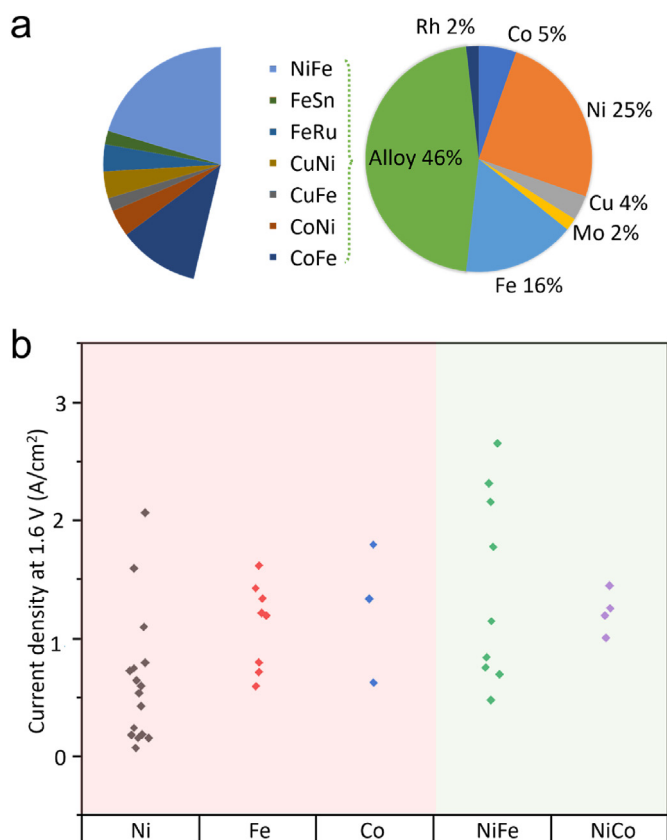 a
NiFe
FeSn
FeRu
CuNi
CuFe
CoNi
CoFe
Rh 2%
Co 5%
Ni 25%
Alloy 46%
Cu 4%
Mo 2%
Fe 16%
b
Current density at 1.6 V (A/cm²)
3
2
1
0
Ni Fe Co NiFe NiCo